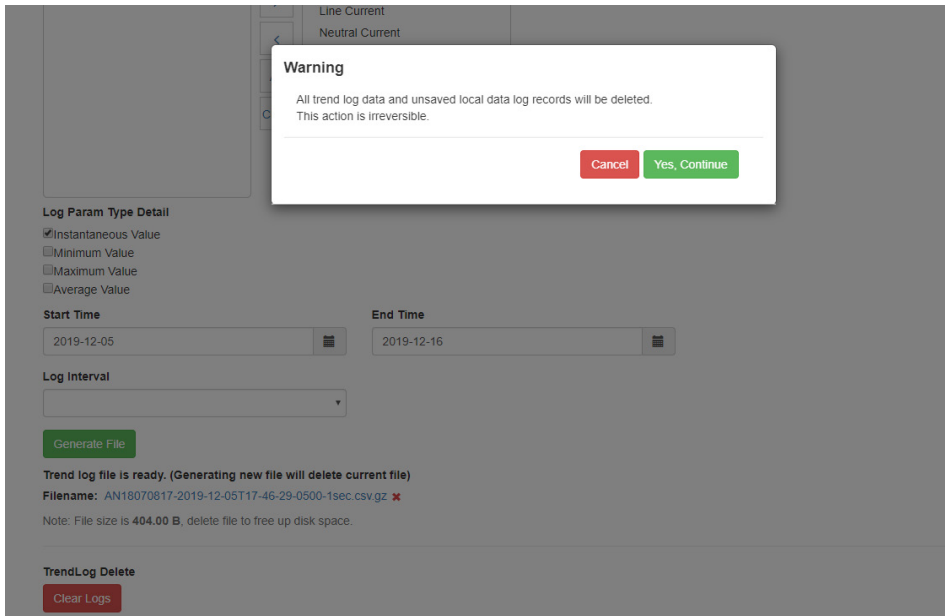 Line Current
Neutral Current
Warning
All trend log data and unsaved local data log records will be deleted.
This action is irreversible.
Cancel
Yes, Continue
Log Param Type Detail
Instantaneous Value
Minimum Value
Maximum Value
Average Value
Start Time
End Time
2019-12-05
2019-12-16
Log Interval
Generate File
Trend log file is ready. (Generating new file will delete current file)
Filename: AN18070817-2019-12-05T17-46-29-0500-1sec.csv.gz
Note: File size is 404.00 B, delete file to free up disk space.
TrendLog Delete
Clear Logs